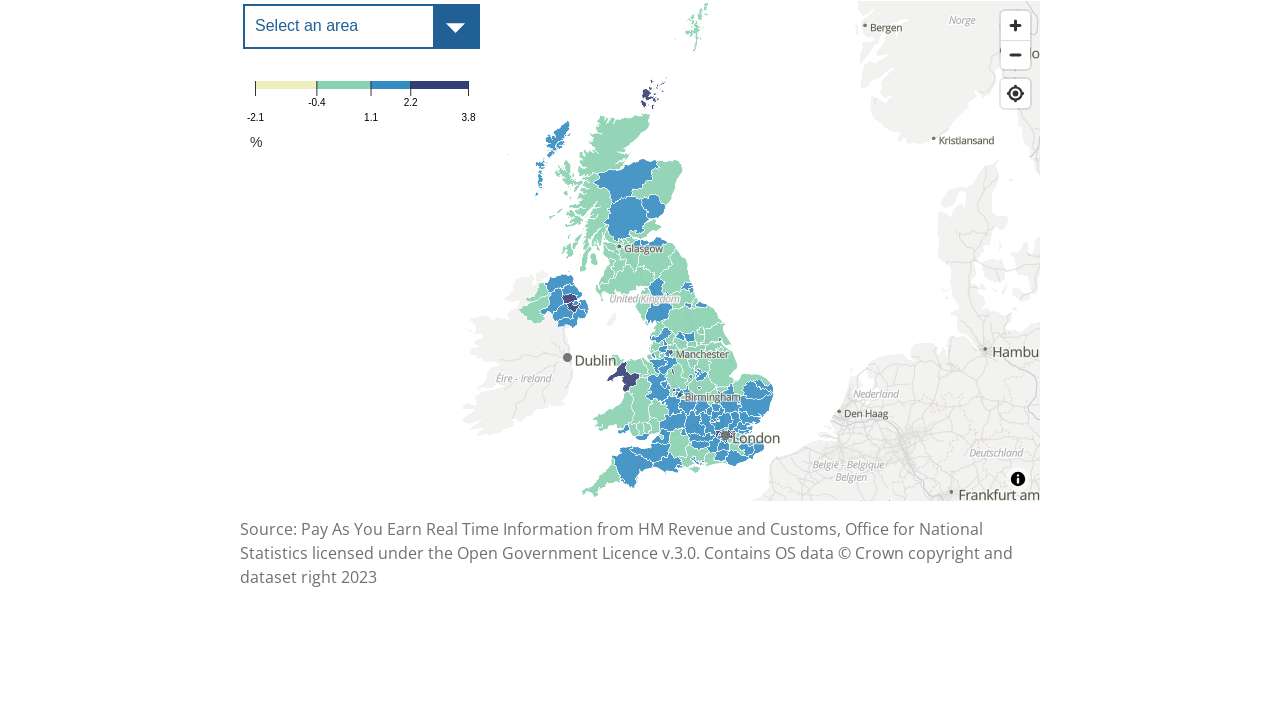 Select an area
-0.4
2.2
-2.1
1.1
3.8
%
Norge
Bergen
Kristiansand
Glasgow
United Kingdom
Dublin
Manchester
Hambu
Éire - Ireland
Birmingham
Nederland
Den Haag
London
Deutschland
België - Belgique
Belgien
Frankfurt am
Source: Pay As You Earn Real Time Information from HM Revenue and Customs, Office for National
Statistics licensed under the Open Government Licence v.3.0. Contains OS data © Crown copyright and
dataset right 2023